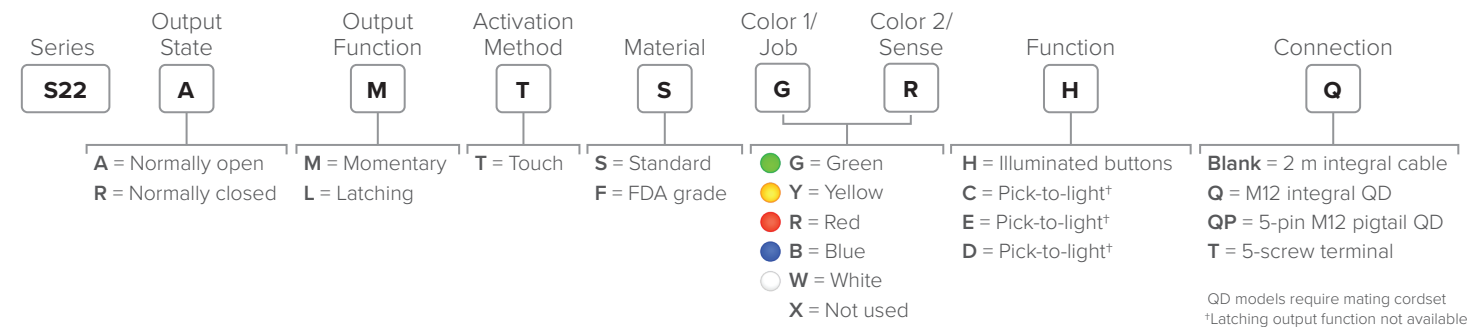 Series
Output State
Output Function
Activation Method
Material
Color 1/ Job
Color 2/ Sense
Function
Connection
S22
A
M
T
S
G
R
H
Q
A = Normally open
R = Normally closed
M = Momentary
L = Latching
T = Touch
S = Standard
F = FDA grade
G = Green
Y = Yellow
R = Red
B = Blue
W = White
X = Not used
H = Illuminated buttons
C = Pick-to-light†
E = Pick-to-light†
D = Pick-to-light†
Blank = 2 m integral cable
Q = M12 integral QD
QP = 5-pin M12 pigtail QD
T = 5-screw terminal
QD models require mating cordset
†Latching output function not available